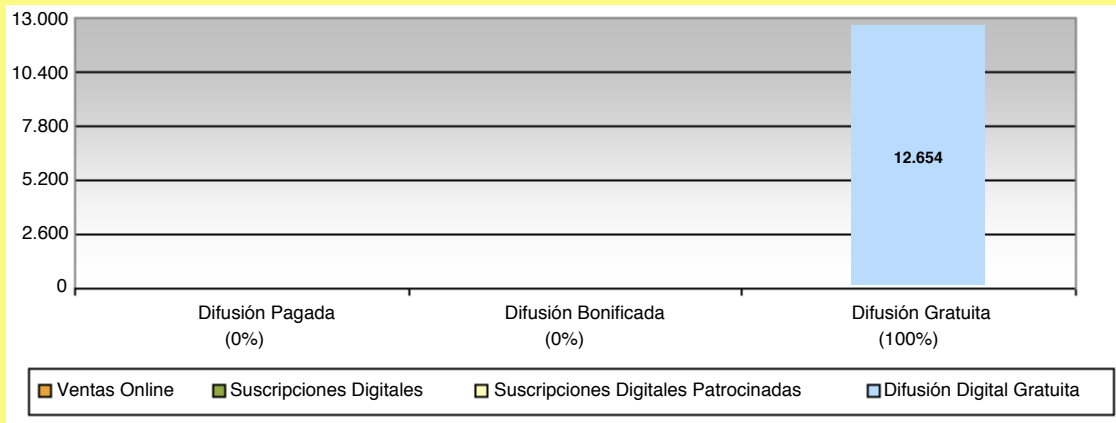 13.000
10.400
7.800
5.200
2.600
0
12.654
Difusión Pagada
(0%)
Difusión Bonificada
(0%)
Difusión Gratuita
(100%)
Ventas Online
Suscripciones Digitales
Suscripciones Digitales Patrocinadas
Difusión Digital Gratuita